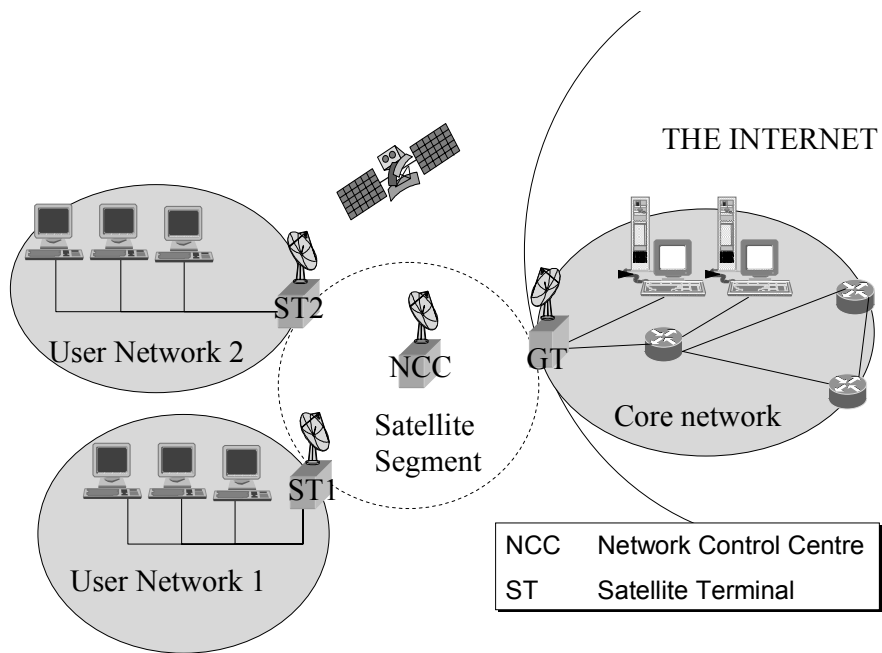 THE INTERNET
ST2
User Network 2
NCC
GT
Satellite
Segment
Core network
ST1
User Network 1
NCC Network Control Centre
ST Satellite Terminal